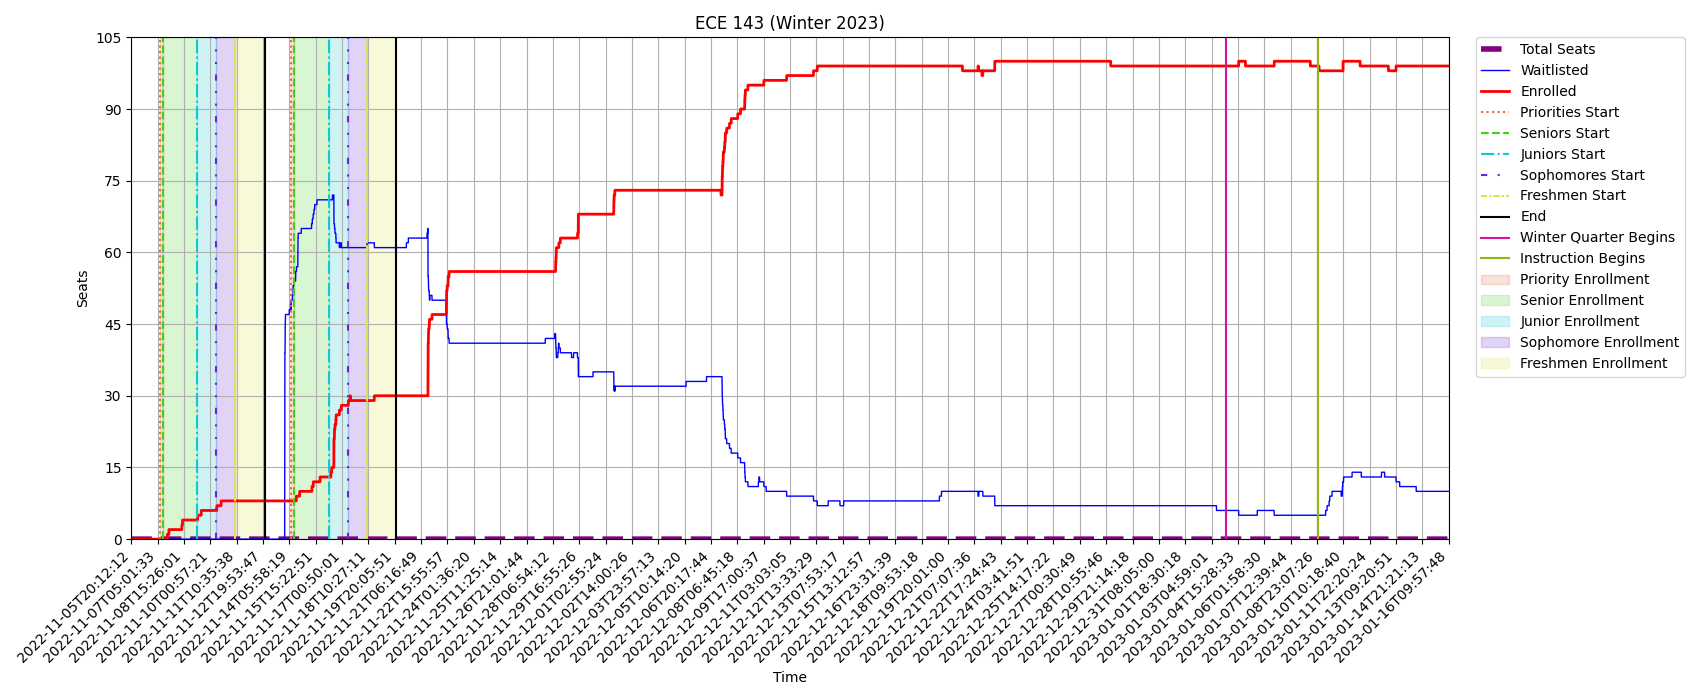 ECE 143 (Winter 2023)
105
90
75
60
45
30
15
0
Seats
2022-11-05T20:12:12
2022-11-07T05:01:33
2022-11-08T15:26:01
2022-11-10T00:57:21
2022-11-11T10:35:38
2022-11-12T19:53:47
2022-11-14T05:58:19
2022-11-15T15:22:51
2022-11-17T00:50:01
2022-11-18T10:27:11
2022-11-19T20:05:51
2022-11-21T06:16:49
2022-11-22T15:55:57
2022-11-24T01:36:20
2022-11-25T11:25:14
2022-11-26T21:01:44
2022-11-28T06:54:12
2022-11-29T16:55:26
2022-12-01T02:55:24
2022-12-02T14:00:26
2022-12-03T23:57:13
2022-12-05T10:14:20
2022-12-06T20:17:44
2022-12-08T06:45:18
2022-12-09T17:00:37
2022-12-11T03:03:05
2022-12-12T13:33:29
2022-12-13T07:53:17
2022-12-15T13:12:57
2022-12-16T23:31:39
2022-12-18T09:53:18
2022-12-19T20:01:00
2022-12-21T07:07:36
2022-12-22T17:24:43
2022-12-24T03:41:51
2022-12-25T14:17:22
2022-12-27T00:30:49
2022-12-28T10:55:46
2022-12-29T21:14:18
2022-12-31T08:05:00
2023-01-01T18:30:18
2023-01-03T04:59:01
2023-01-04T15:28:33
2023-01-06T01:58:30
2023-01-07T12:39:44
2023-01-08T23:07:26
2023-01-10T10:18:40
2023-01-11T22:20:24
2023-01-13T09:20:51
2023-01-14T21:21:13
2023-01-16T09:57:48
Time
Total Seats
Waitlisted
Enrolled
Priorities Start
Seniors Start
Juniors Start
Sophomores Start
Freshmen Start
End
Winter Quarter Begins
Instruction Begins
Priority Enrollment
Senior Enrollment
Junior Enrollment
Sophomore Enrollment
Freshmen Enrollment